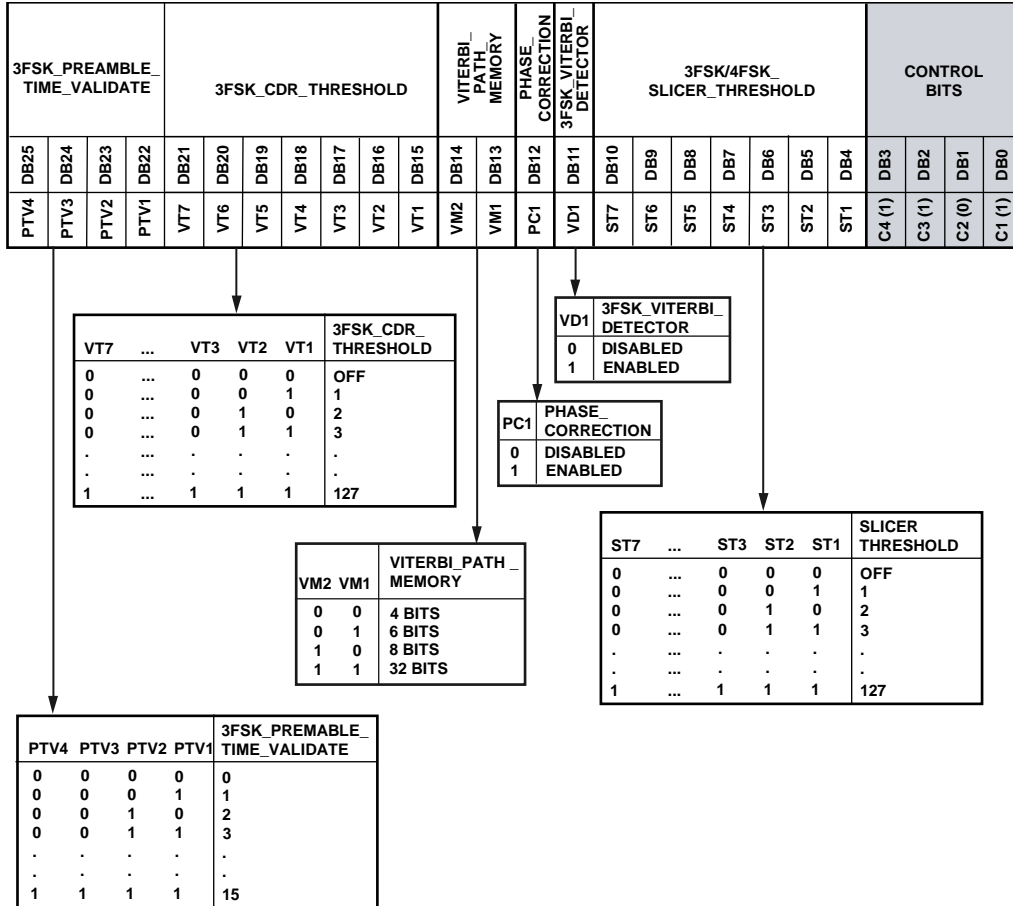 3FSK_PREAMBLE_
TIME_VALIDATE
3FSK_CDR_THRESHOLD
VITERBI_
PATH_
MEMORY
PHASE_
CORRECTION
3FSK_VITERBI_
DETECTOR
3FSK/4FSK_
SLICER_THRESHOLD
CONTROL
BITS
DB25 DB24 DB23 DB22 DB21 DB20 DB19 DB18 DB17 DB16 DB15 DB14 DB13 DB12 DB11 DB10 DB9 DB8 DB7 DB6 DB5 DB4 DB3 DB2 DB1 DB0
PTV4 PTV3 PTV2 PTV1 VT7 VT6 VT5 VT4 VT3 VT2 VT1 VM2 VM1 PC1 VD1 ST7 ST6 ST5 ST4 ST3 ST2 ST1 C4 (1) C3 (1) C2 (0) C1 (1)
VT7 ... VT3 VT2 VT1 3FSK_CDR_
THRESHOLD
0 ... 0 0 0 OFF
0 ... 0 0 1 1
0 ... 0 1 0 2
0 ... 0 1 1 3
. ... . . . .
. ... . . . .
1 ... 1 1 1 127
VD1 3FSK_VITERBI_
DETECTOR
0 DISABLED
1 ENABLED
PC1 PHASE_
CORRECTION
0 DISABLED
1 ENABLED
VM2 VM1 VITERBI_PATH _
MEMORY
0 0 4 BITS
0 1 6 BITS
1 0 8 BITS
1 1 32 BITS
ST7 ... ST3 ST2 ST1 SLICER
THRESHOLD
0 ... 0 0 0 OFF
0 ... 0 0 1 1
0 ... 0 1 0 2
0 ... 0 1 1 3
. ... . . . .
. ... . . . .
1 ... 1 1 1 127
PTV4 PTV3 PTV2 PTV1 3FSK_PREMABLE_
TIME_VALIDATE
0 0 0 0 0
0 0 0 1 1
0 0 1 0 2
0 0 1 1 3
. . . . .
. . . . .
1 1 1 1 15